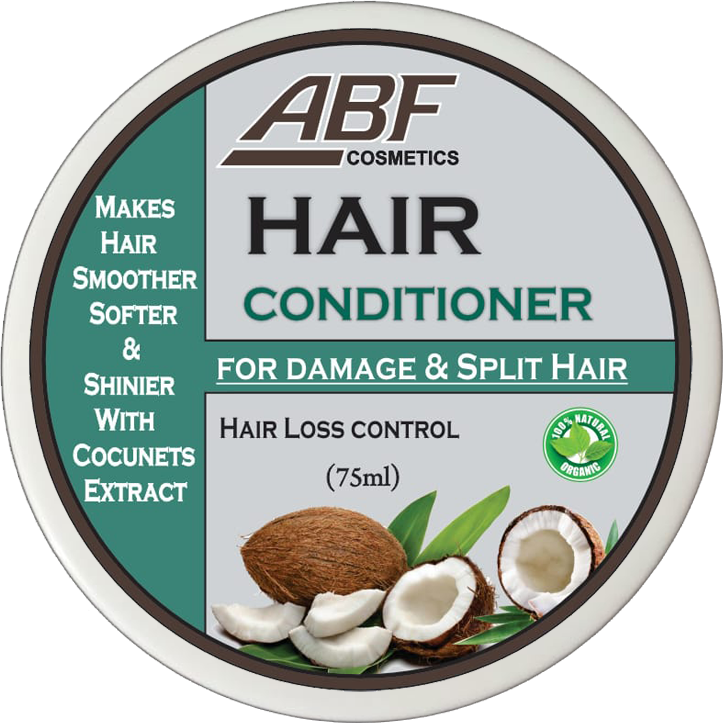 ABF
COSMETICS
HAIR
CONDITIONER
FOR DAMAGE & SPLIT HAIR
MAKES
HAIR
SMOOTHER
SOFTER
&
SHINIER
WITH
COCUNETS
EXTRACT
HAIR LOSS CONTROL
(75ml)
100% NATURAL
ORGANIC